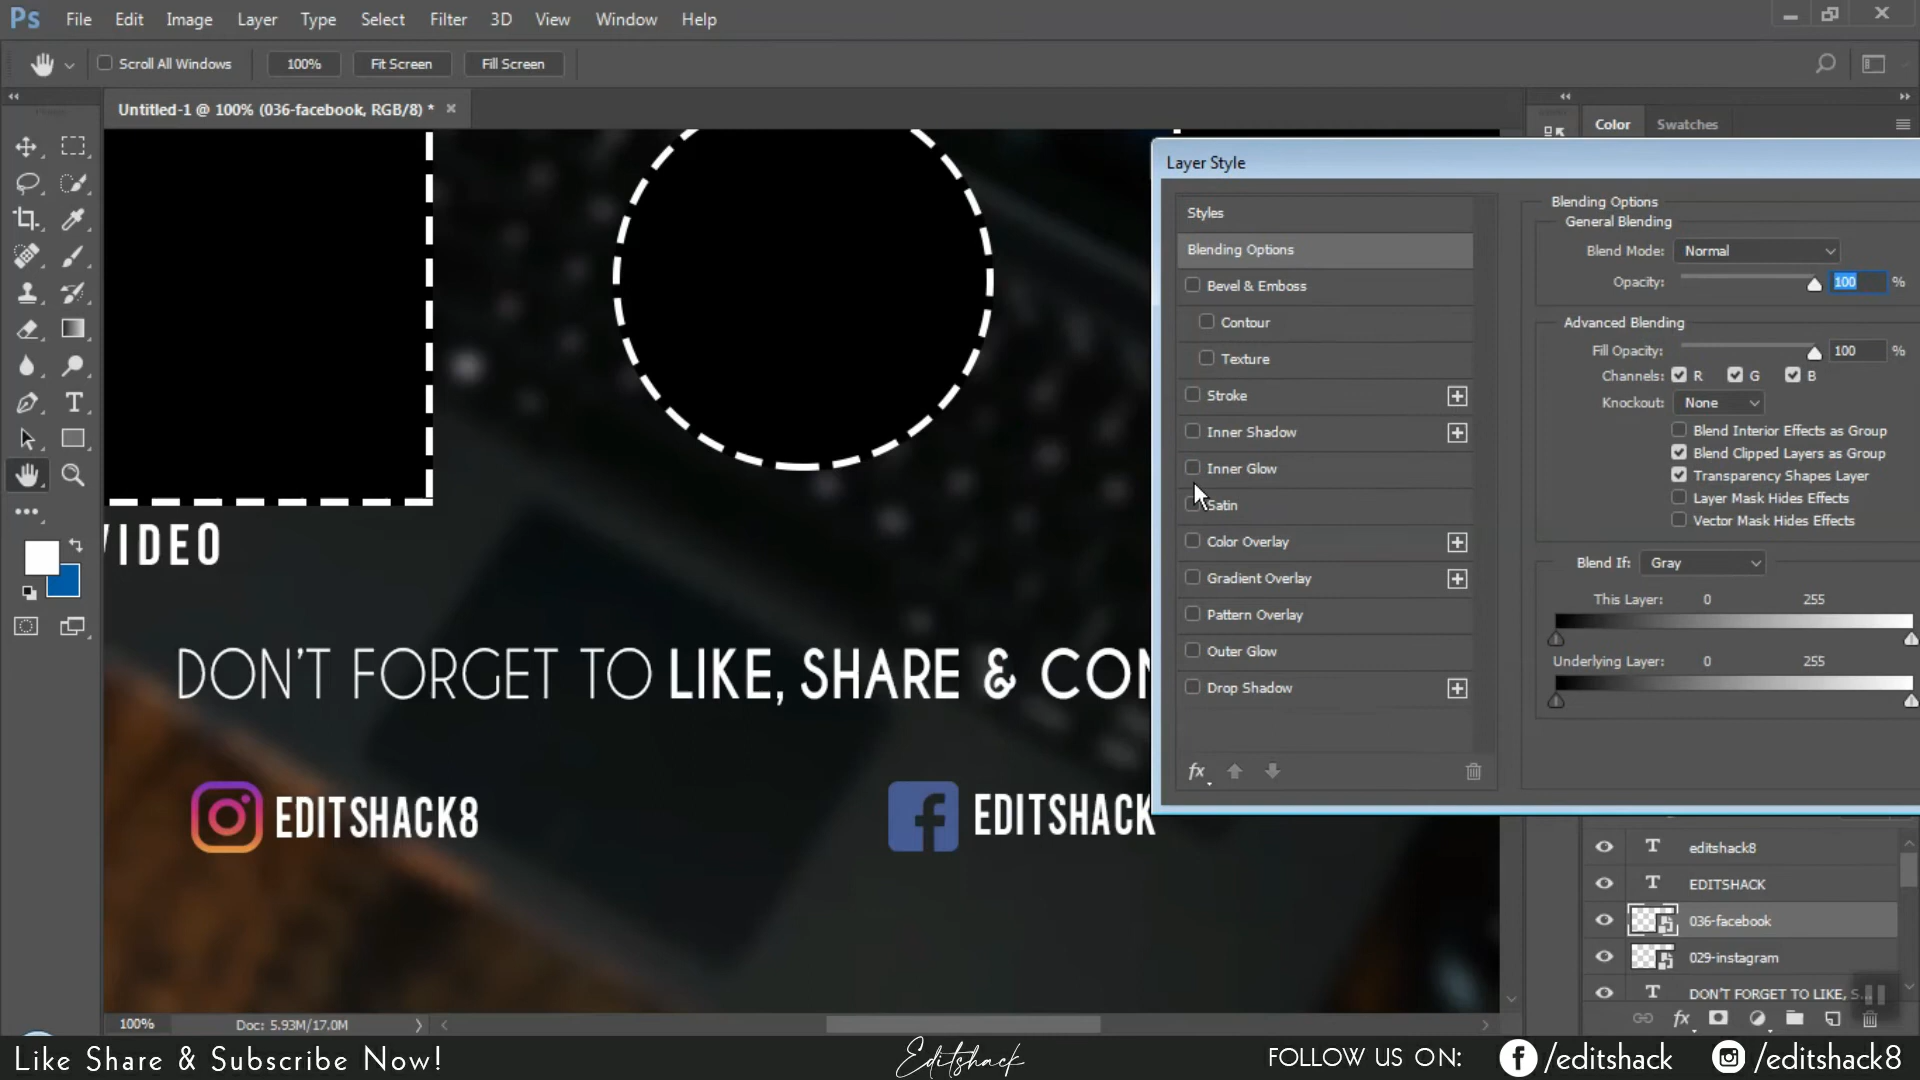 Ps File Edit Image Layer Type Select Filter 3D View Window Help
Scroll All Windows 100% Fit Screen Fill Screen
Untitled-1 @ 100% (036-facebook, RGB/8) *
Color Swatches
Layer Style
Styles
Blending Options
Bevel & Emboss
Contour
Texture
Stroke
Inner Shadow
Inner Glow
Satin
Color Overlay
Gradient Overlay
Pattern Overlay
Outer Glow
Drop Shadow
fx
Blending Options
General Blending
Blend Mode: Normal
Opacity: 100 %
Advanced Blending
Fill Opacity: 100 %
Channels: R G B
Knockout: None
Blend Interior Effects as Group
Blend Clipped Layers as Group
Transparency Shapes Layer
Layer Mask Hides Effects
Vector Mask Hides Effects
Blend If: Gray
This Layer: 0 255
Underlying Layer: 0 255
VIDEO
DON'T FORGET TO LIKE, SHARE & COM
EDITSHACK8
EDITSHACK
editshack8
EDITSHACK
036-facebook
029-instagram
DON'T FORGET TO LIKE, S...
fx
100% Doc: 5.93M/17.0M
Like Share & Subscribe Now!
Editshack
FOLLOW US ON: /editshack /editshack8